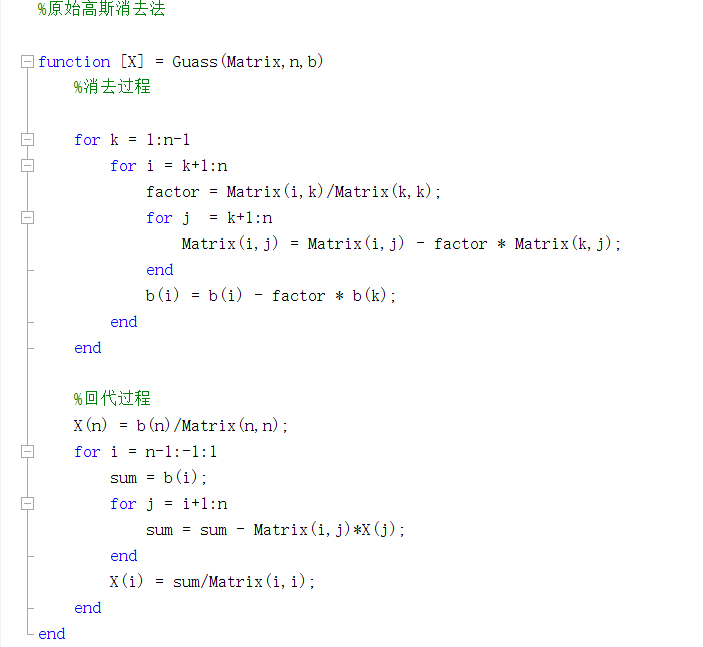 %原始高斯消去法
function [X] = Guass(Matrix,n,b)
%消去过程
for k = 1:n-1
for i = k+1:n
factor = Matrix(i,k)/Matrix(k,k);
for j  = k+1:n
Matrix(i,j) = Matrix(i,j) - factor * Matrix(k,j);
end
b(i) = b(i) - factor * b(k);
end
end
%回代过程
X(n) = b(n)/Matrix(n,n);
for i = n-1:-1:1
sum = b(i);
for j = i+1:n
sum = sum - Matrix(i,j)*X(j);
end
X(i) = sum/Matrix(i,i);
end
end